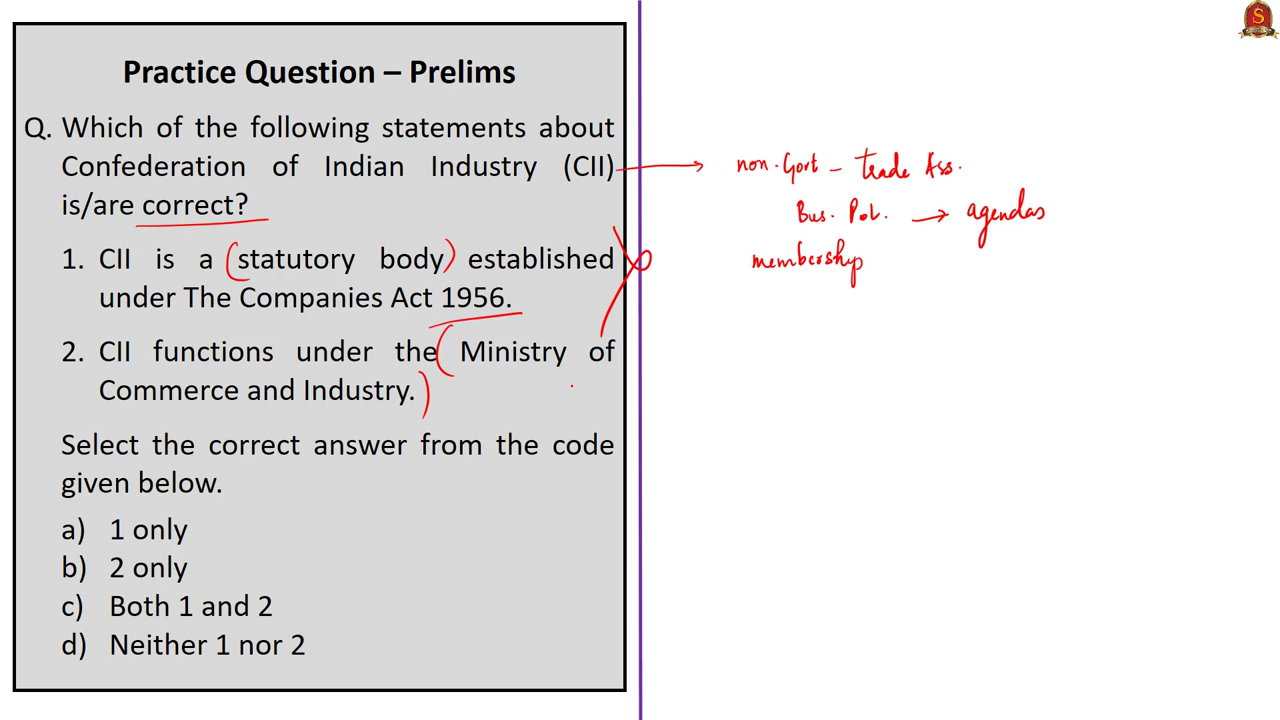 Practice Question – Prelims
Q. Which of the following statements about
Confederation of Indian Industry (CII)
is/are correct?
1. CII is a (statutory body) established
under The Companies Act 1956.
2. CII functions under the (Ministry of
Commerce and Industry.)
Select the correct answer from the code
given below.
a) 1 only
b) 2 only
c) Both 1 and 2
d) Neither 1 nor 2
non-Govt – Trade Ass.
Bus. Pol. → agendas
membership
S